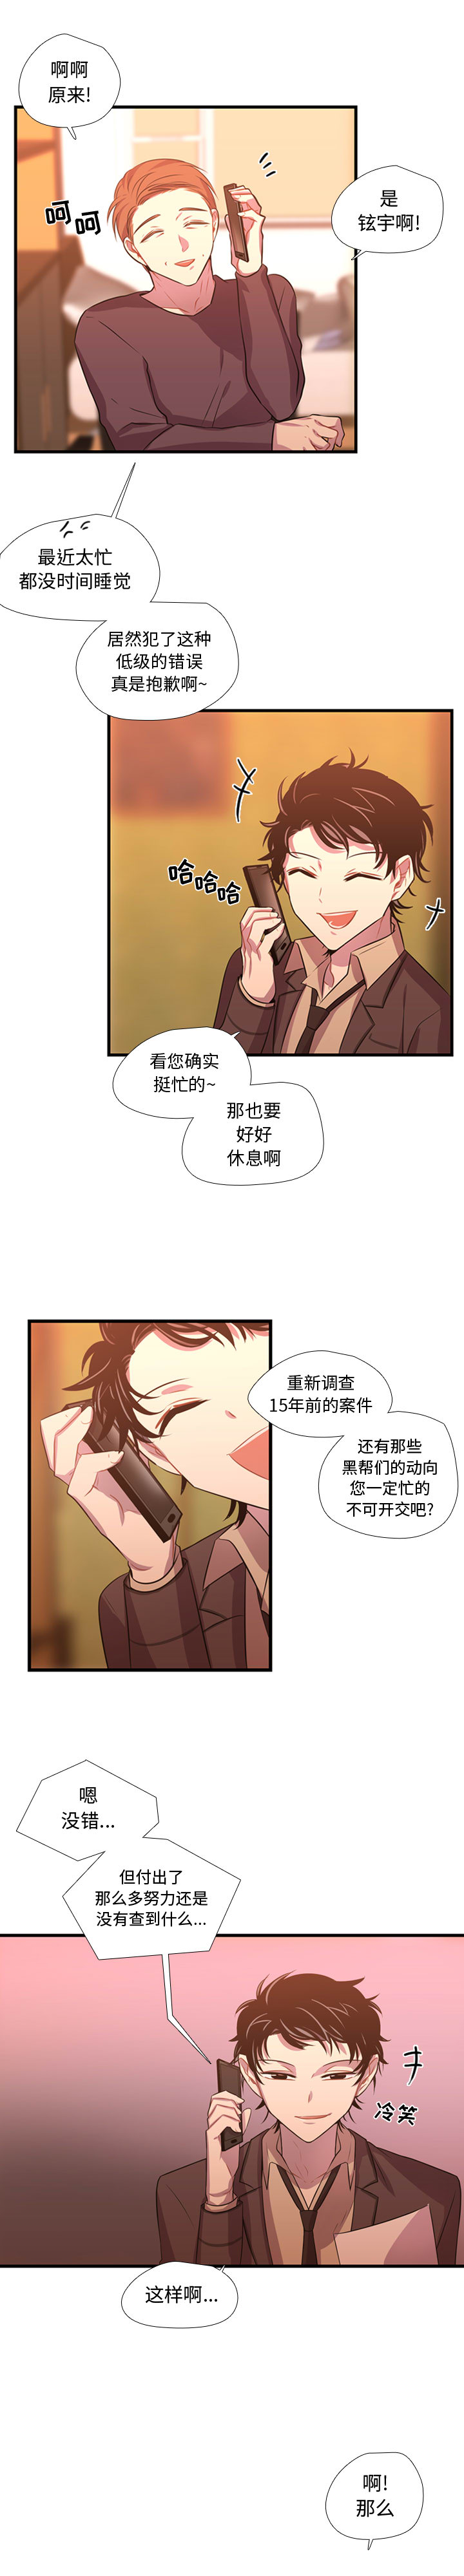 啊啊
原来!
呵呵
是
铉宇啊!
最近太忙
都没时间睡觉
居然犯了这种
低级的错误
真是抱歉啊~
哈哈哈
看您确实
挺忙的~
那也要
好好
休息啊
重新调查
15年前的案件
还有那些
黑帮们的动向
您一定忙的
不可开交吧?
嗯
没错...
但付出了
那么多努力还是
没有查到什么...
冷笑
这样啊...
啊!
那么